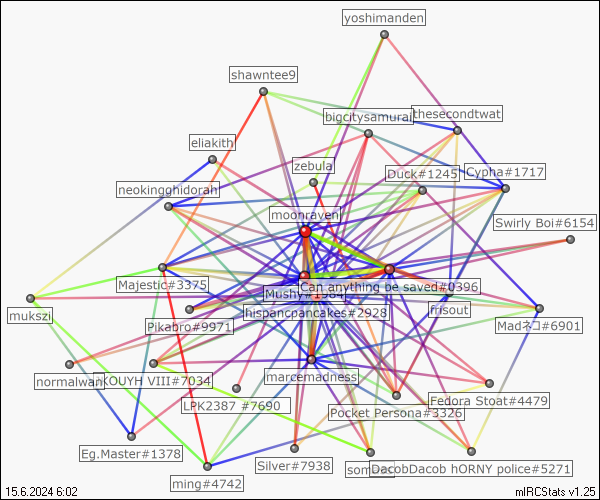 yoshimanden
shawntee9
bigcitysamurai
thesecondtwat
eliakith
zebula
Duck#1245
Cypha#1717
neokingghidorah
moonraven
Swirly Boi#6154
Majestic#3375
Can anything be saved#0396
Mushy#1984
mukszi
Pikabro#9971
hispancpancakes#2928
frisout
Madネコ#6901
normalwan
KOUYH VIII#7034
marcemadness
LPK2387 #7690
Fedora Stoat#4479
Pocket Persona#3326
Eg.Master#1378
Silver#7938
DacobDacob hORNY police#5271
ming#4742
15.6.2024 6:02
mIRCStats v1.25